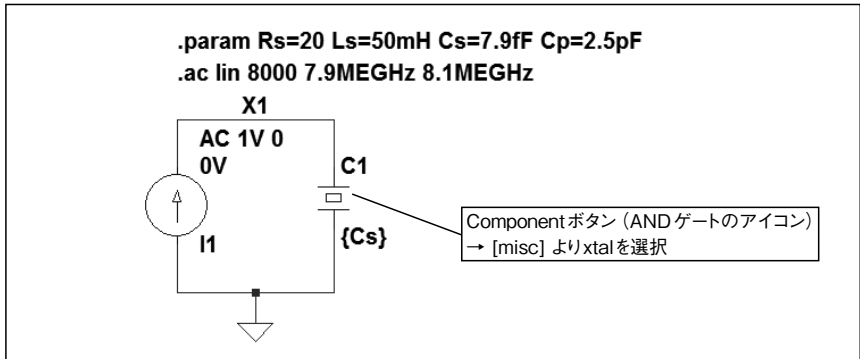 .param Rs=20 Ls=50mH Cs=7.9fF Cp=2.5pF
.ac lin 8000 7.9MEGHz 8.1MEGHz
X1
AC 1V 0
0V
C1
I1
{Cs}
Componentボタン（ANDゲートのアイコン）
→ [misc] よりxtalを選択